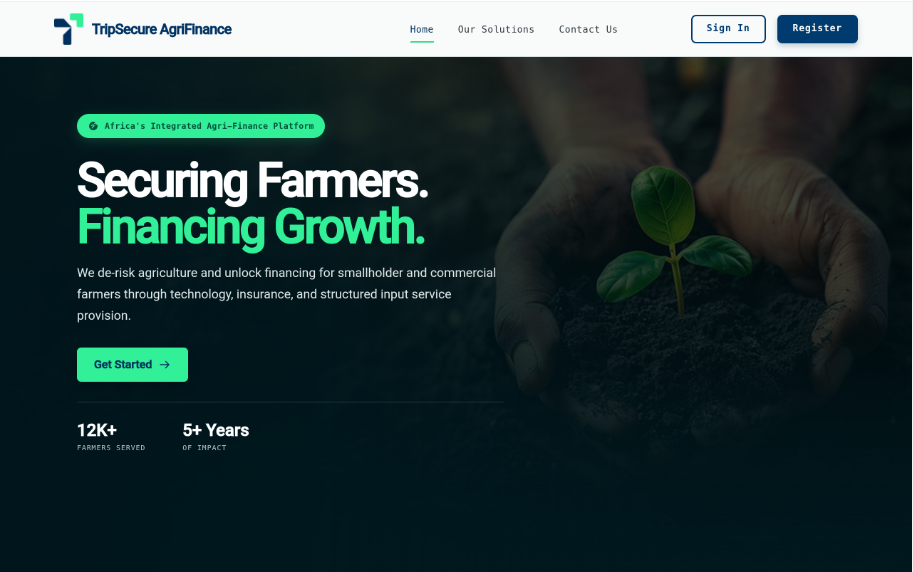 TripSecure AgriFinance
Home
Our Solutions
Contact Us
Sign In
Register
Africa's Integrated Agri–Finance Platform
Securing Farmers.
Financing Growth.
We de-risk agriculture and unlock financing for smallholder and commercial
farmers through technology, insurance, and structured input service
provision.
Get Started →
12K+
FARMERS SERVED
5+ Years
OF IMPACT